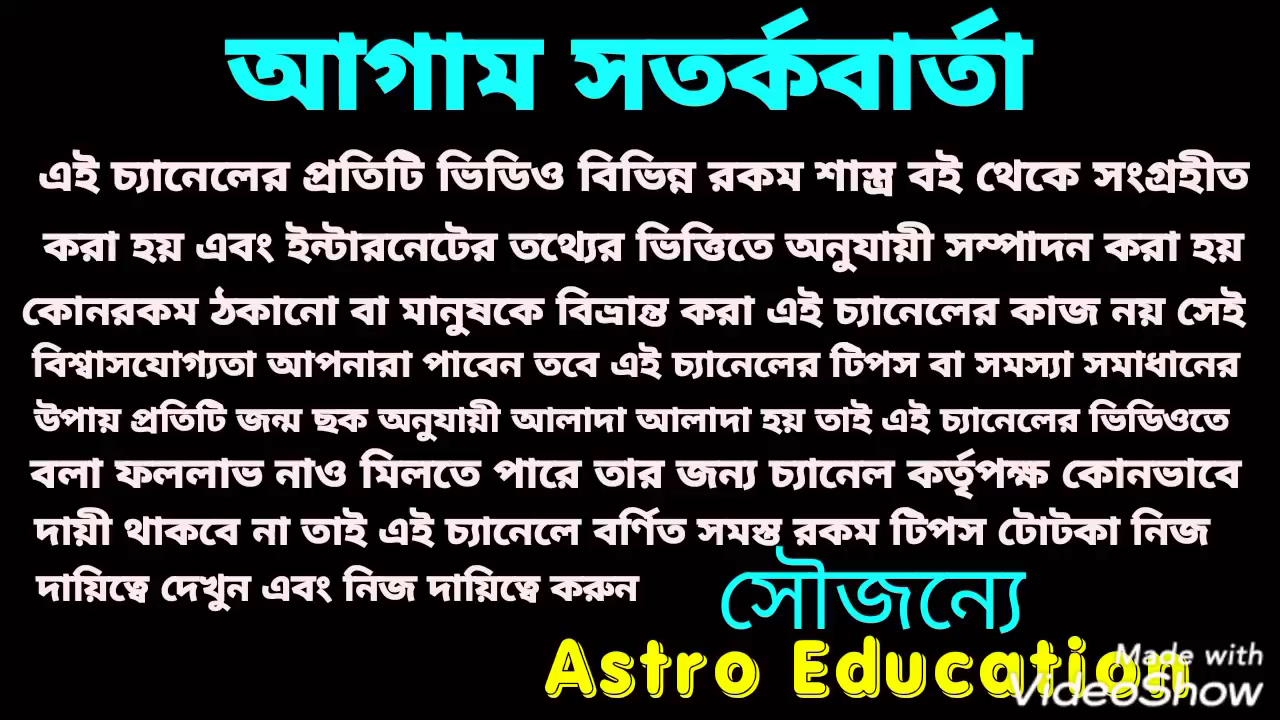 আগাম সতর্কবার্তা
এই চ্যানেলের প্রতিটি ভিডিও বিভিন্ন রকম শাস্ত্র বই থেকে সংগ্রহীত
করা হয় এবং ইন্টারনেটের তথ্যের ভিত্তিতে অনুযায়ী সম্পাদন করা হয়
কোনরকম ঠকানো বা মানুষকে বিভ্রান্ত করা এই চ্যানেলের কাজ নয় সেই
বিশ্বাসযোগ্যতা আপনারা পাবেন তবে এই চ্যানেলের টিপস বা সমস্যা সমাধানের
উপায় প্রতিটি জন্ম ছক অনুযায়ী আলাদা আলাদা হয় তাই এই চ্যানেলের ভিডিওতে
বলা ফললাভ নাও মিলতে পারে তার জন্য চ্যানেল কর্তৃপক্ষ কোনভাবে
দায়ী থাকবে না তাই এই চ্যানেলে বর্ণিত সমস্ত রকম টিপস টোটকা নিজ
দায়িত্বে দেখুন এবং নিজ দায়িত্বে করুন
সৌজন্যে
Astro Education
Made with
VideoShow